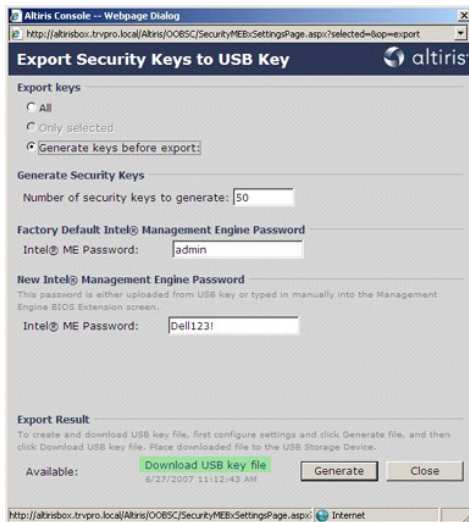 Altiris Console -- Webpage Dialog
http://altirisbox.trvpro.local/Altiris/OOBSC/SecurityMEBxSettingsPage.aspx?selected=&op=export
Export Security Keys to USB Key
altiris
Export keys
All
Only selected
Generate keys before export:
Generate Security Keys
Number of security keys to generate: 50
Factory Default Intel® Management Engine Password
Intel® ME Password: admin
New Intel® Management Engine Password
This password is either uploaded from USB key or typed in manually into the Management
Engine BIOS Extension screen.
Intel® ME Password: Dell123!
Export Result
To create and download USB key file, first configure settings and click Generate file, and then
click Download USB key file. Place downloaded file to the USB Storage Device.
Available: Download USB key file Generate Close
6/27/2007 11:12:43 AM
http://altirisbox.trvpro.local/Altiris/OOBSC/SecurityMEBxSettingsPage.aspx? Internet